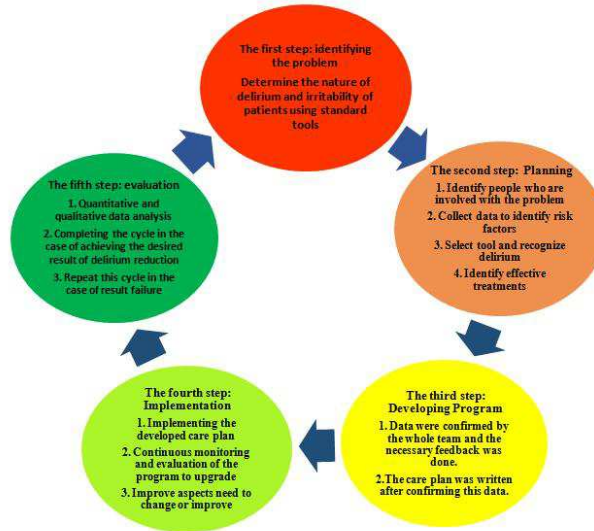 The first step: identifying
the problem
Determine the nature of
delirium and irritability of
patients using standard
tools
The second step: Planning
1. Identify people who are
involved with the problem
2. Collect data to identify risk
factors
3. Select tool and recognize
delirium
4. Identify effective
treatments
The third step:
Developing Program
1. Data were confirmed by
the whole team and the
necessary feedback was
done.
2.The care plan was written
after confirming this data.
The fourth step:
Implementation
1. Implementing the
developed care plan
2. Continuous monitoring
and evaluation of the
program to upgrade
3. Improve aspects need to
change or improve
The fifth step: evaluation
1. Quantitative and
qualitative data analysis
2. Completing the cycle in the
case of achieving the desired
result of delirium reduction
3. Repeat this cycle in the
case of result failure